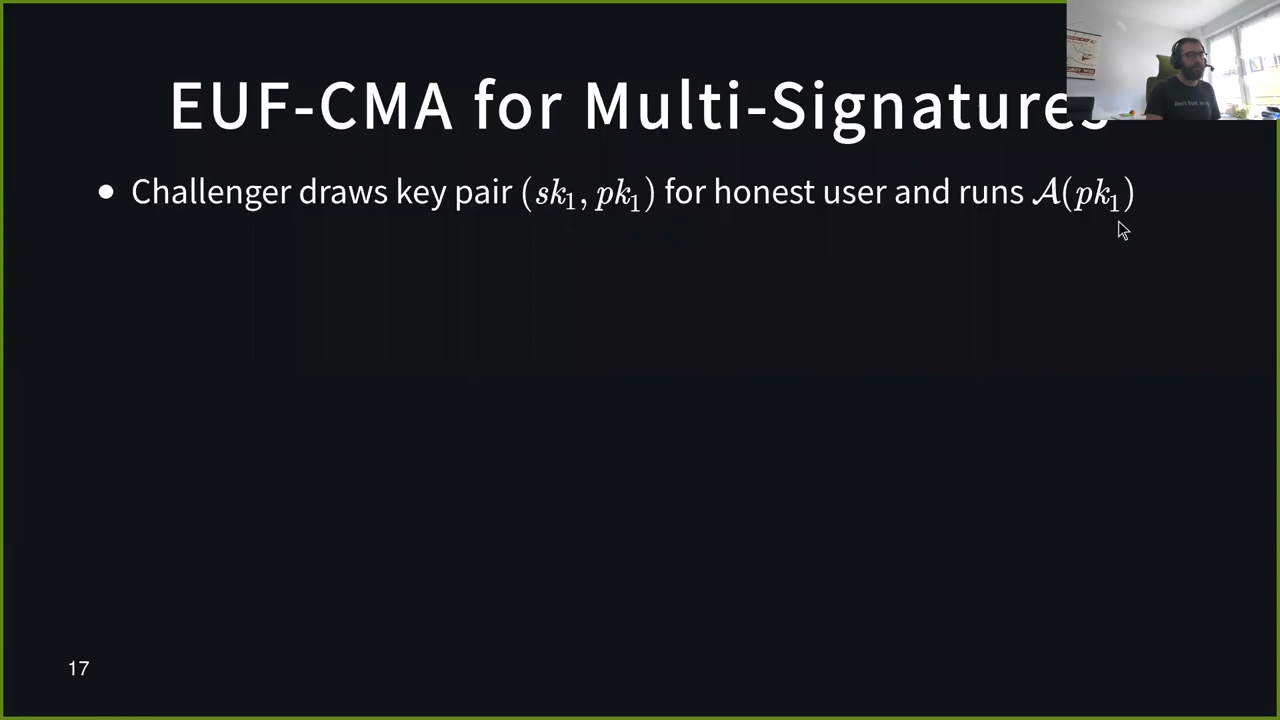 EUF-CMA for Multi-Signatures
● Challenger draws key pair (sk₁, pk₁) for honest user and runs 𝒜(pk₁)
17